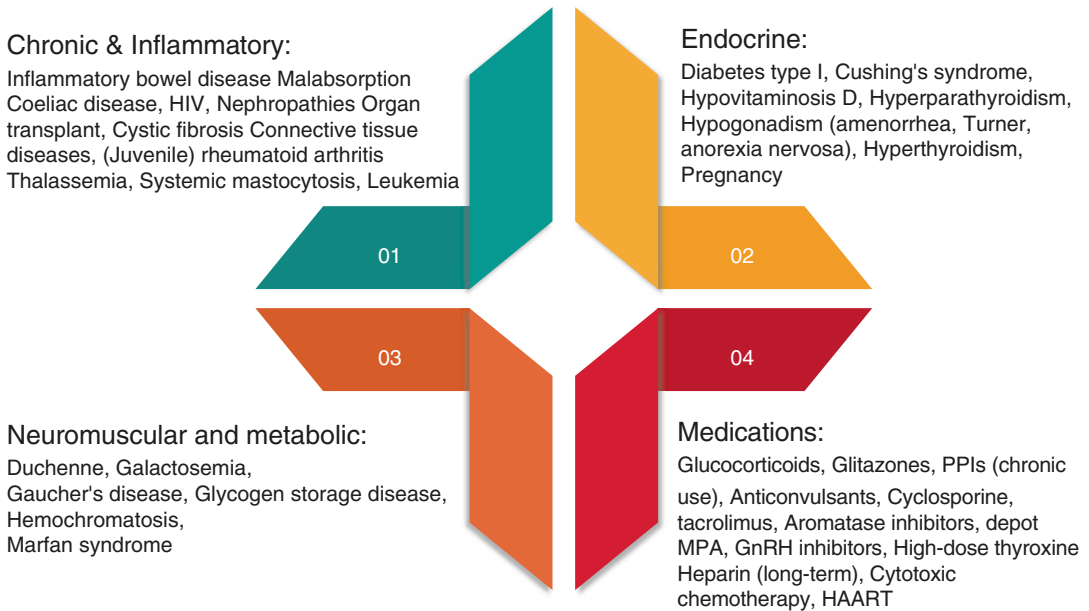 Chronic & Inflammatory:
Inflammatory bowel disease Malabsorption
Coeliac disease, HIV, Nephropathies Organ
transplant, Cystic fibrosis Connective tissue
diseases, (Juvenile) rheumatoid arthritis
Thalassemia, Systemic mastocytosis, Leukemia
01
Endocrine:
Diabetes type I, Cushing's syndrome,
Hypovitaminosis D, Hyperparathyroidism,
Hypogonadism (amenorrhea, Turner,
anorexia nervosa), Hyperthyroidism,
Pregnancy
02
03
Neuromuscular and metabolic:
Duchenne, Galactosemia,
Gaucher's disease, Glycogen storage disease,
Hemochromatosis,
Marfan syndrome
04
Medications:
Glucocorticoids, Glitazones, PPIs (chronic
use), Anticonvulsants, Cyclosporine,
tacrolimus, Aromatase inhibitors, depot
MPA, GnRH inhibitors, High-dose thyroxine
Heparin (long-term), Cytotoxic
chemotherapy, HAART